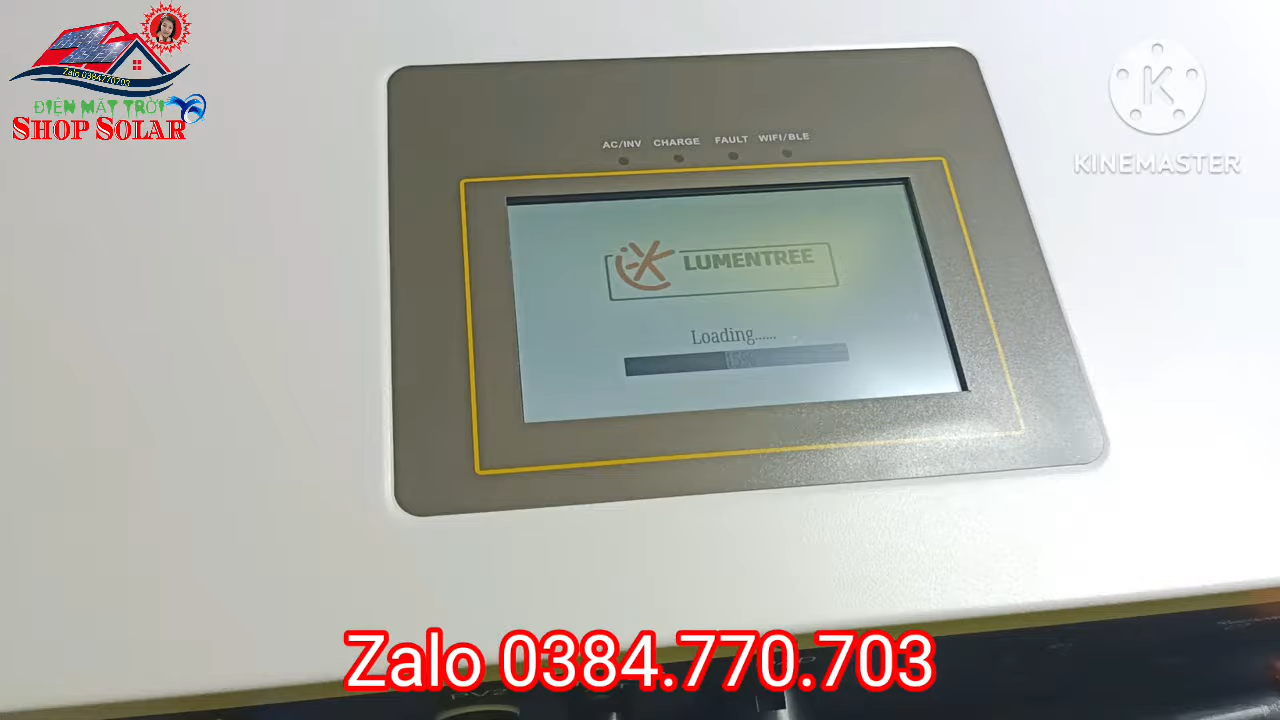 Zalo 0384770703
ĐIỆN MẶT TRỜI
SHOP SOLAR
K
KINEMASTER
AC/INV CHARGE FAULT WIFI/BLE
LUMENTREE
Loading......
Zalo 0384.770.703